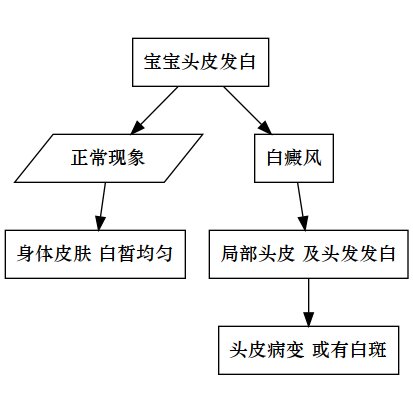 宝宝头皮发白
正常现象
白癜风
身体皮肤 白皙均匀
局部头皮 及头发发白
头皮病变 或有白斑